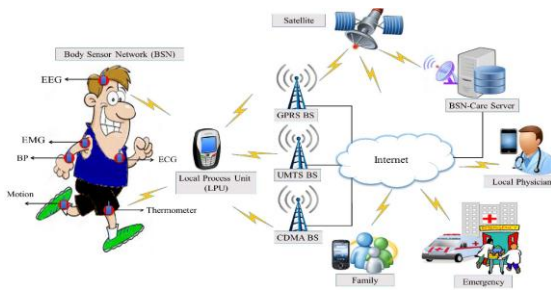 Satellite
Body Sensor Network (BSN)
EEG
BSN-Care Server
GPRS BS
EMG
BP
ECG
Internet
Local Process Unit
(LPU)
UMTS BS
Local Physician
Motion
Thermometer
CDMA BS
Family
Emergency